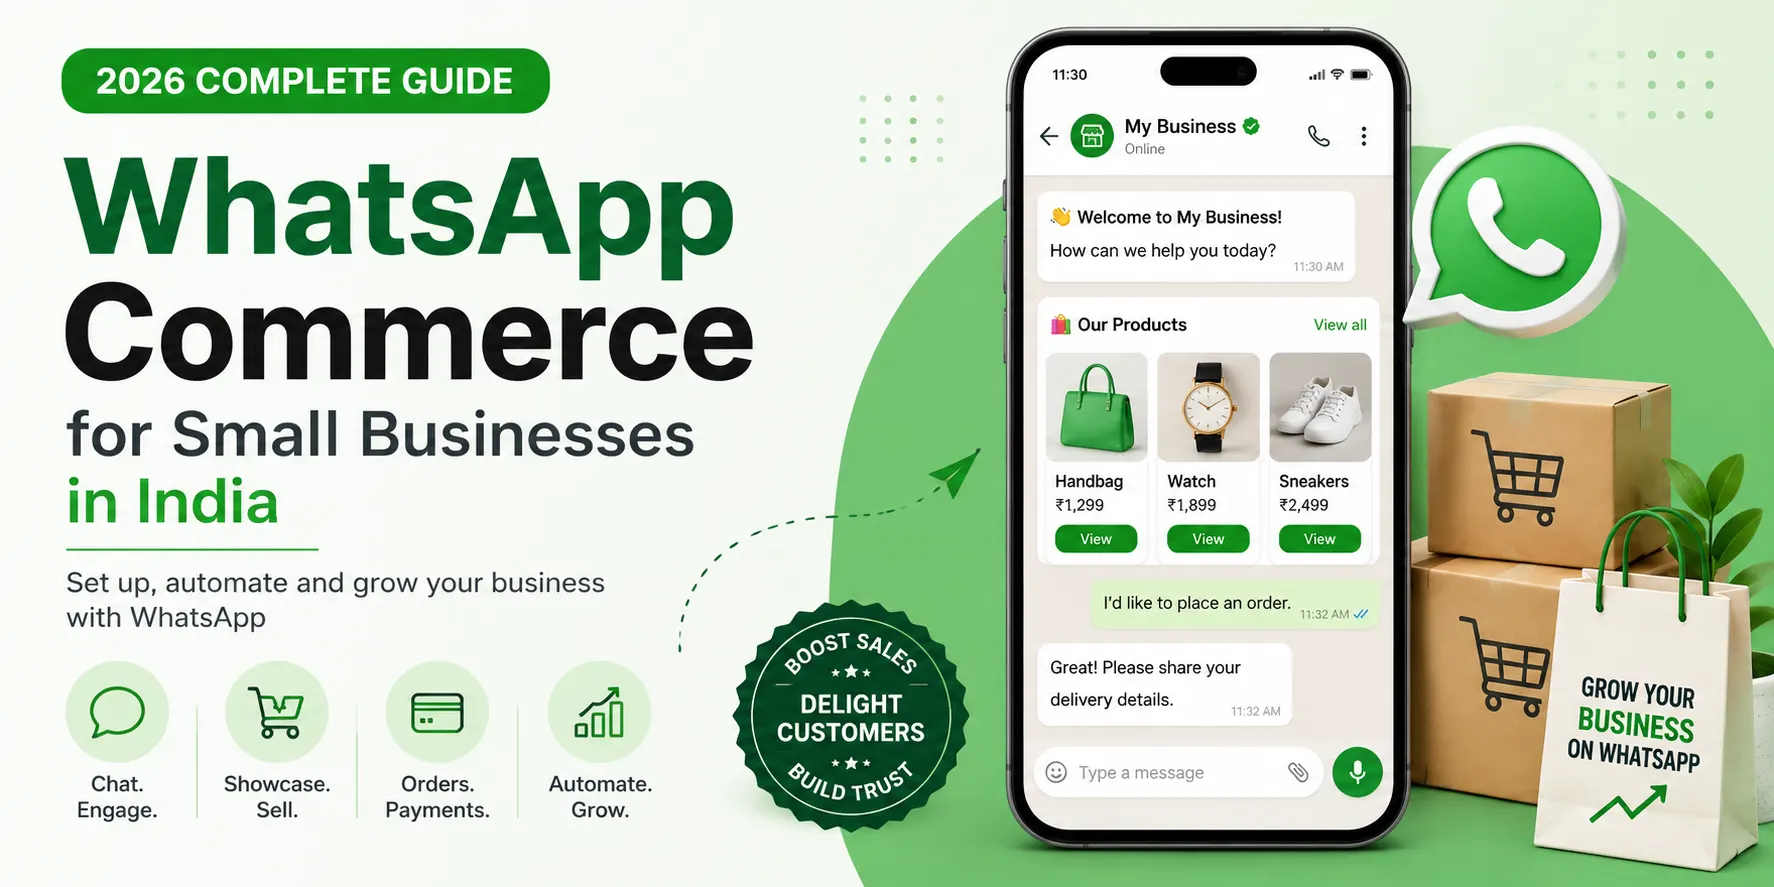 2026 COMPLETE GUIDE
WhatsApp
Commerce
for Small Businesses
in India
Set up, automate and grow your business
with WhatsApp
Chat.
Engage.
Showcase.
Sell.
Orders.
Payments.
Automate.
Grow.
BOOST SALES
DELIGHT
CUSTOMERS
BUILD TRUST
11:30
My Business
Online
👋 Welcome to My Business!
How can we help you today?
11:30 AM
🛍️ Our Products
View all
Handbag
₹1,299
View
Watch
₹1,899
View
Sneakers
₹2,499
View
I'd like to place an order.
11:32 AM
Great! Please share your
delivery details.
11:32 AM
Type a message
GROW YOUR
BUSINESS
ON WHATSAPP